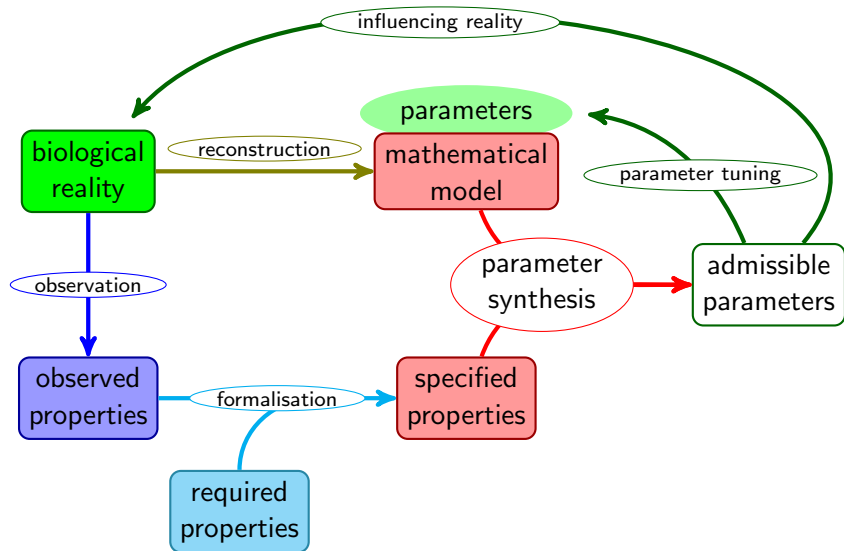 influencing reality
parameters
biological
reality
reconstruction
mathematical
model
parameter tuning
observation
parameter
synthesis
admissible
parameters
observed
properties
formalisation
specified
properties
required
properties